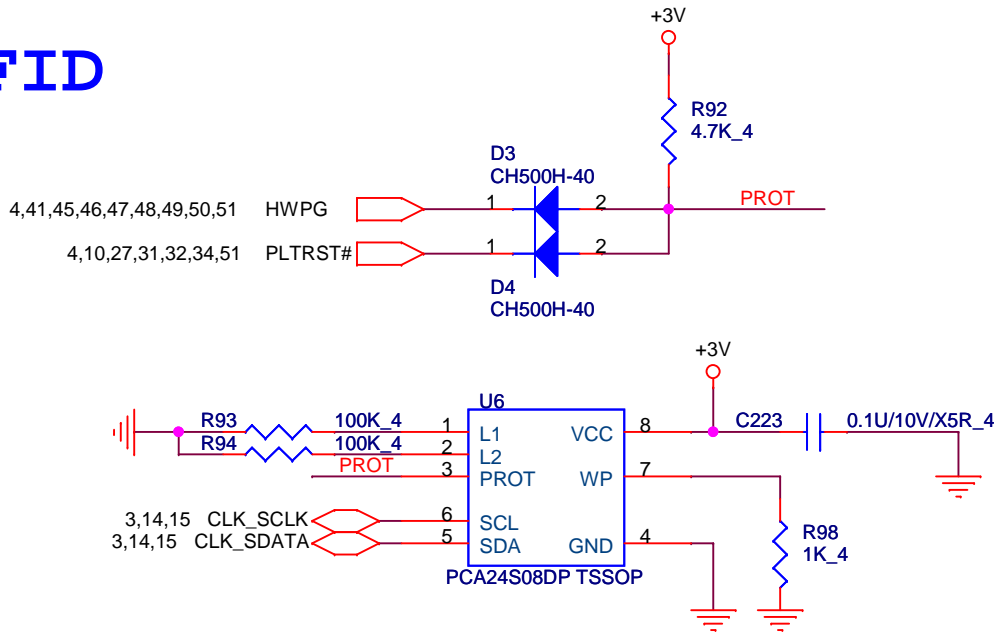 FID
+3V
R92
4.7K_4
D3
CH500H-40
4,41,45,46,47,48,49,50,51 HWPG 1 2 PROT
4,10,27,31,32,34,51 PLTRST# 1 2
D4
CH500H-40
+3V
U6
R93 100K_4 1 L1 VCC 8 C223 0.1U/10V/X5R_4
R94 100K_4 2 L2
PROT 3 PROT WP 7
3,14,15 CLK_SCLK 6 SCL
3,14,15 CLK_SDATA 5 SDA GND 4
R98
1K_4
PCA24S08DP TSSOP